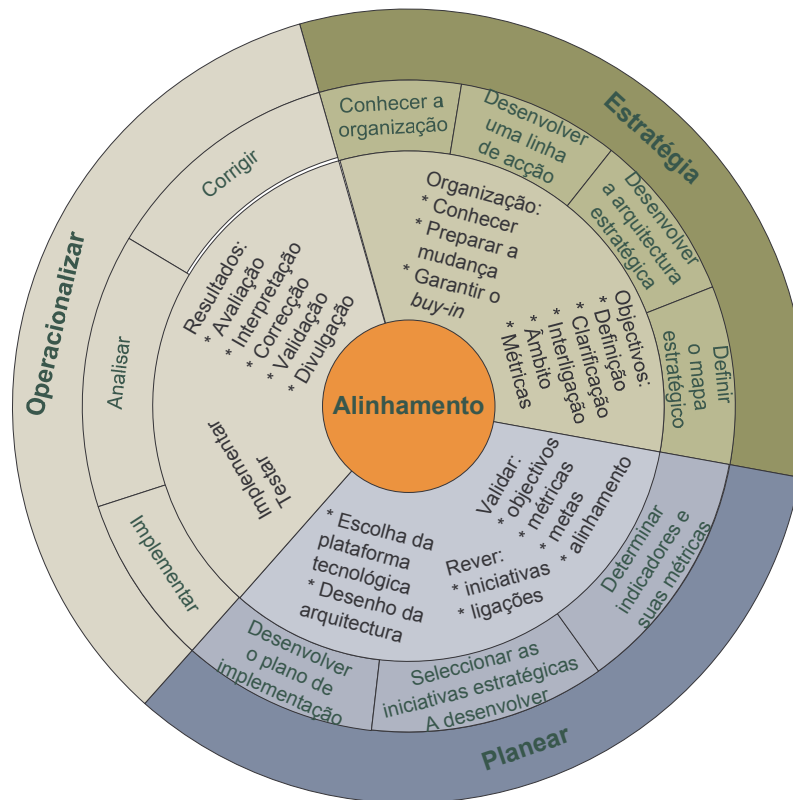 Estratégia
Conhecer a
organização
Desenvolver
uma linha
de acção
Desenvolver
a arquitectura
estratégica
Definir
o mapa
estratégico
Organização:
* Conhecer
* Preparar a
mudança
* Garantir o
buy-in
Objectivos:
* Definição
* Clarificação
* Interligação
* Âmbito
* Métricas
Alinhamento
Planear
Determinar
indicadores e
suas métricas
Seleccionar as
iniciativas estratégicas
A desenvolver
Desenvolver
o plano de
implementação
Validar:
* objectivos
* métricas
* metas
* alinhamento
Rever:
* iniciativas
* ligações
* Escolha da
plataforma
tecnológica
* Desenho da
arquitectura
Operacionalizar
Implementar
Analisar
Corrigir
Implementar
Testar
Resultados:
* Avaliação
* Interpretação
* Correcção
* Validação
* Divulgação